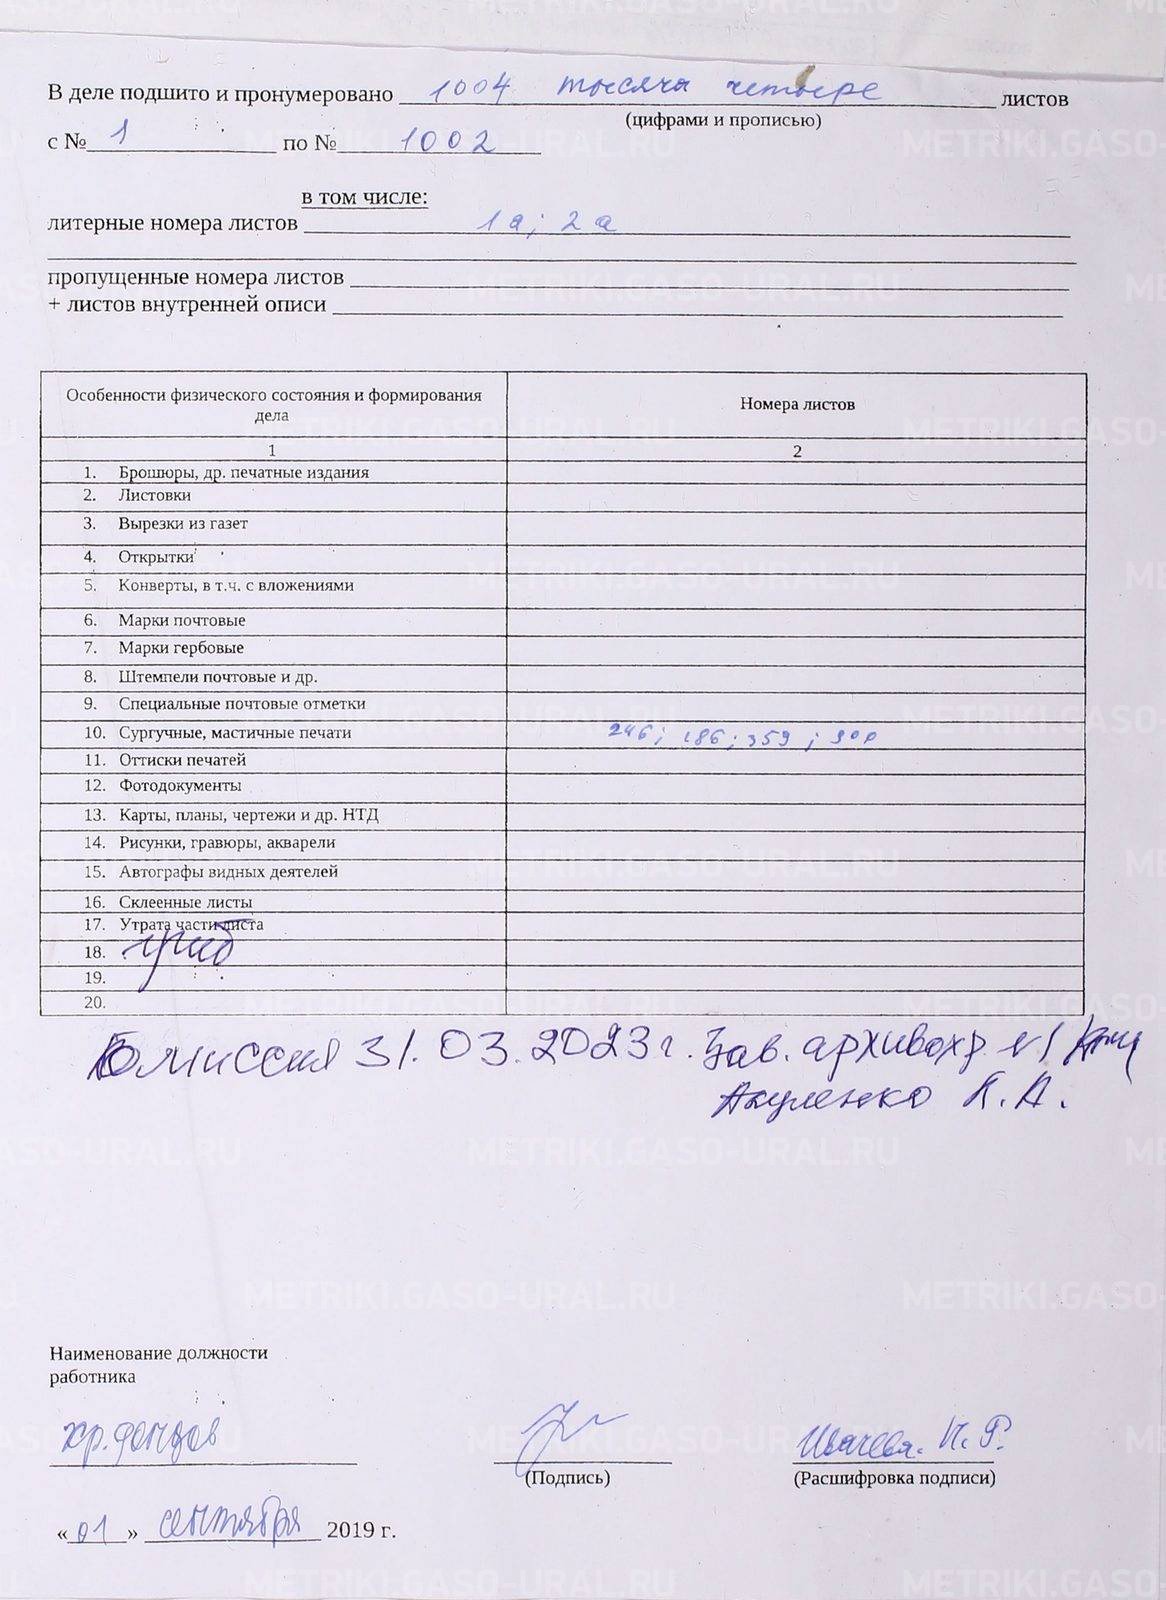 В деле подшито и пронумеровано 1004 тысяча четыре листов
(цифрами и прописью)
с № 1 по № 1002
в том числе:
литерные номера листов 1а; 2а
пропущенные номера листов
+ листов внутренней описи
Особенности физического состояния и формирования дела
Номера листов
1 2
1. Брошюры, др. печатные издания
2. Листовки
3. Вырезки из газет
4. Открытки
5. Конверты, в т.ч. с вложениями
6. Марки почтовые
7. Марки гербовые
8. Штемпели почтовые и др.
9. Специальные почтовые отметки
10. Сургучные, мастичные печати 246; 186; 359;
11. Оттиски печатей
12. Фотодокументы
13. Карты, планы, чертежи и др. НТД
14. Рисунки, гравюры, акварели
15. Автографы видных деятелей
16. Склеенные листы
17. Утрата части листа
18. гриб
19.
20.
Комиссия 31.03.2023 г. Зав. архивохр. №1
Акуленко
Наименование должности
работника
хр. фондов
(Подпись) (Расшифровка подписи)
«01» сентября 2019 г.
METRIKI.GASO-URAL.RU